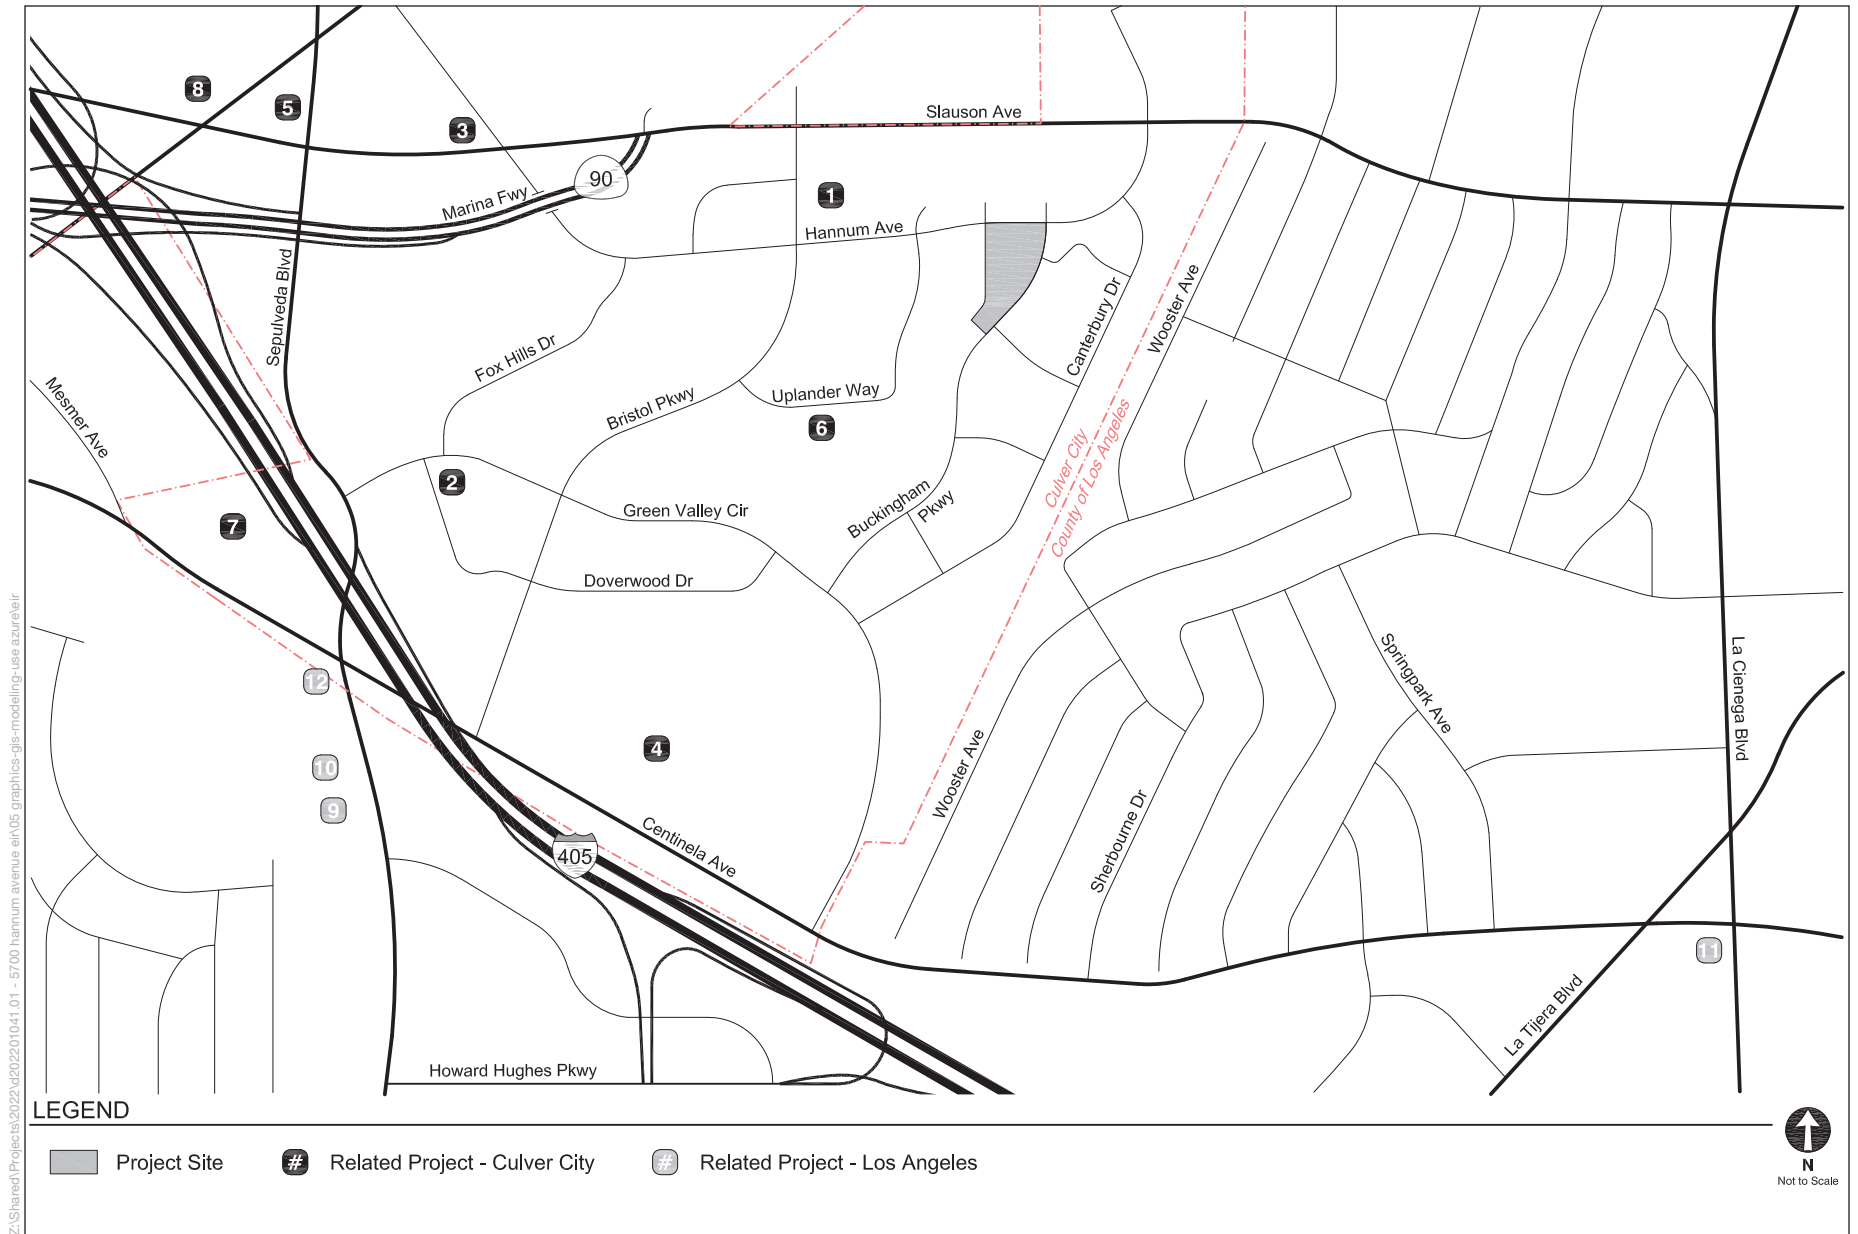 8
5
3
Slauson Ave
90
Marina Fwy
1
Hannum Ave
Sepulveda Blvd
Canterbury Dr
Wooster Ave
Fox Hills Dr
Bristol Pkwy
Uplander Way
6
Mesmer Ave
2
Culver City
County of Los Angeles
7
Green Valley Cir
Buckingham
Pkwy
Doverwood Dr
12
10
9
4
Springpark Ave
La Cienega Blvd
Wooster Ave
Sherbourne Dr
405
Centinela Ave
11
La Tijera Blvd
Howard Hughes Pkwy
Z:\Shared\Projects\2022\d202201041.01 - 5700 hannum avenue eir\05 graphics-gis-modeling-use azure\eir
LEGEND
Project Site
# Related Project - Culver City
# Related Project - Los Angeles
N
Not to Scale